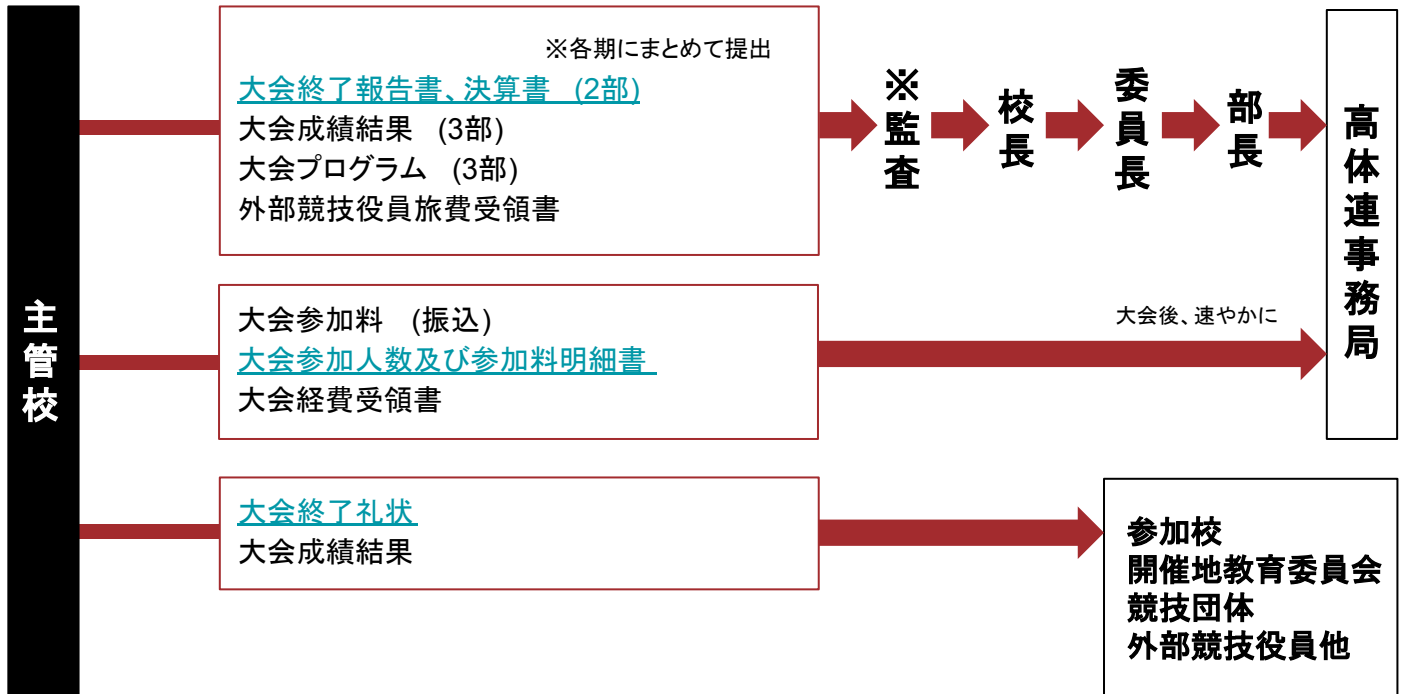 主管校
※各期にまとめて提出
大会終了報告書、決算書 (2部)
大会成績結果 (3部)
大会プログラム (3部)
外部競技役員旅費受領書
※監査
校長
委員長
部長
高体連事務局
大会参加料 (振込)
大会参加人数及び参加料明細書
大会経費受領書
大会後、速やかに
大会終了礼状
大会成績結果
参加校
開催地教育委員会
競技団体
外部競技役員他